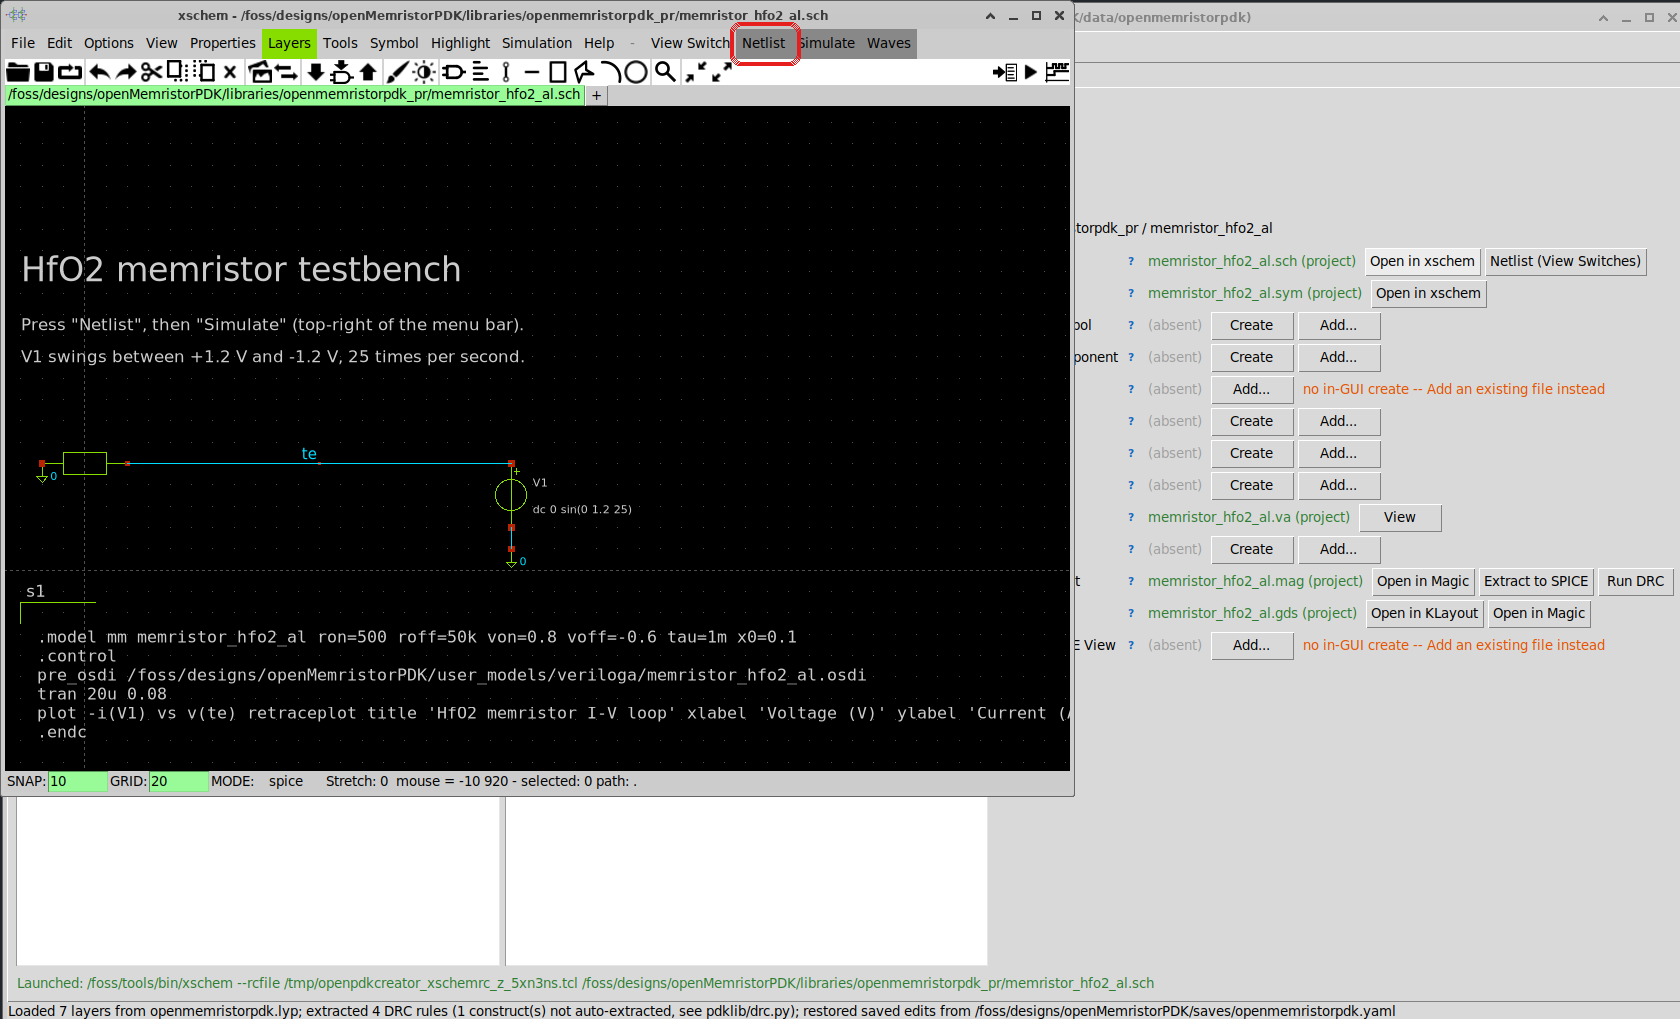 xschem - /foss/designs/openMemristorPDK/libraries/openmemristorpdk_pr/memristor_hfo2_al.sch
/data/openmemristorpdk)
File Edit Options View Properties Layers Tools Symbol Highlight Simulation Help - View Switch Netlist Simulate Waves
/foss/designs/openMemristorPDK/libraries/openmemristorpdk_pr/memristor_hfo2_al.sch +
HfO2 memristor testbench
Press "Netlist", then "Simulate" (top-right of the menu bar).
V1 swings between +1.2 V and -1.2 V, 25 times per second.
te
0
+
V1
dc 0 sin(0 1.2 25)
0
s1
.model mm memristor_hfo2_al ron=500 roff=50k von=0.8 voff=-0.6 tau=1m x0=0.1
.control
pre_osdi /foss/designs/openMemristorPDK/user_models/veriloga/memristor_hfo2_al.osdi
tran 20u 0.08
plot -i(V1) vs v(te) retraceplot title 'HfO2 memristor I-V loop' xlabel 'Voltage (V)' ylabel 'Current (
.endc
SNAP: 10 GRID: 20 MODE: spice Stretch: 0 mouse = -10 920 - selected: 0 path: .
torpdk_pr / memristor_hfo2_al
? memristor_hfo2_al.sch (project) Open in xschem Netlist (View Switches)
? memristor_hfo2_al.sym (project) Open in xschem
ool ? (absent) Create Add...
ponent ? (absent) Create Add...
? (absent) Add... no in-GUI create -- Add an existing file instead
? (absent) Create Add...
? (absent) Create Add...
? (absent) Create Add...
? memristor_hfo2_al.va (project) View
? (absent) Create Add...
t ? memristor_hfo2_al.mag (project) Open in Magic Extract to SPICE Run DRC
? memristor_hfo2_al.gds (project) Open in KLayout Open in Magic
E View ? (absent) Add... no in-GUI create -- Add an existing file instead
Launched: /foss/tools/bin/xschem --rcfile /tmp/openpdkcreator_xschemrc_z_5xn3ns.tcl /foss/designs/openMemristorPDK/libraries/openmemristorpdk_pr/memristor_hfo2_al.sch
Loaded 7 layers from openmemristorpdk.lyp; extracted 4 DRC rules (1 construct(s) not auto-extracted, see pdklib/drc.py); restored saved edits from /foss/designs/openMemristorPDK/saves/openmemristorpdk.yaml